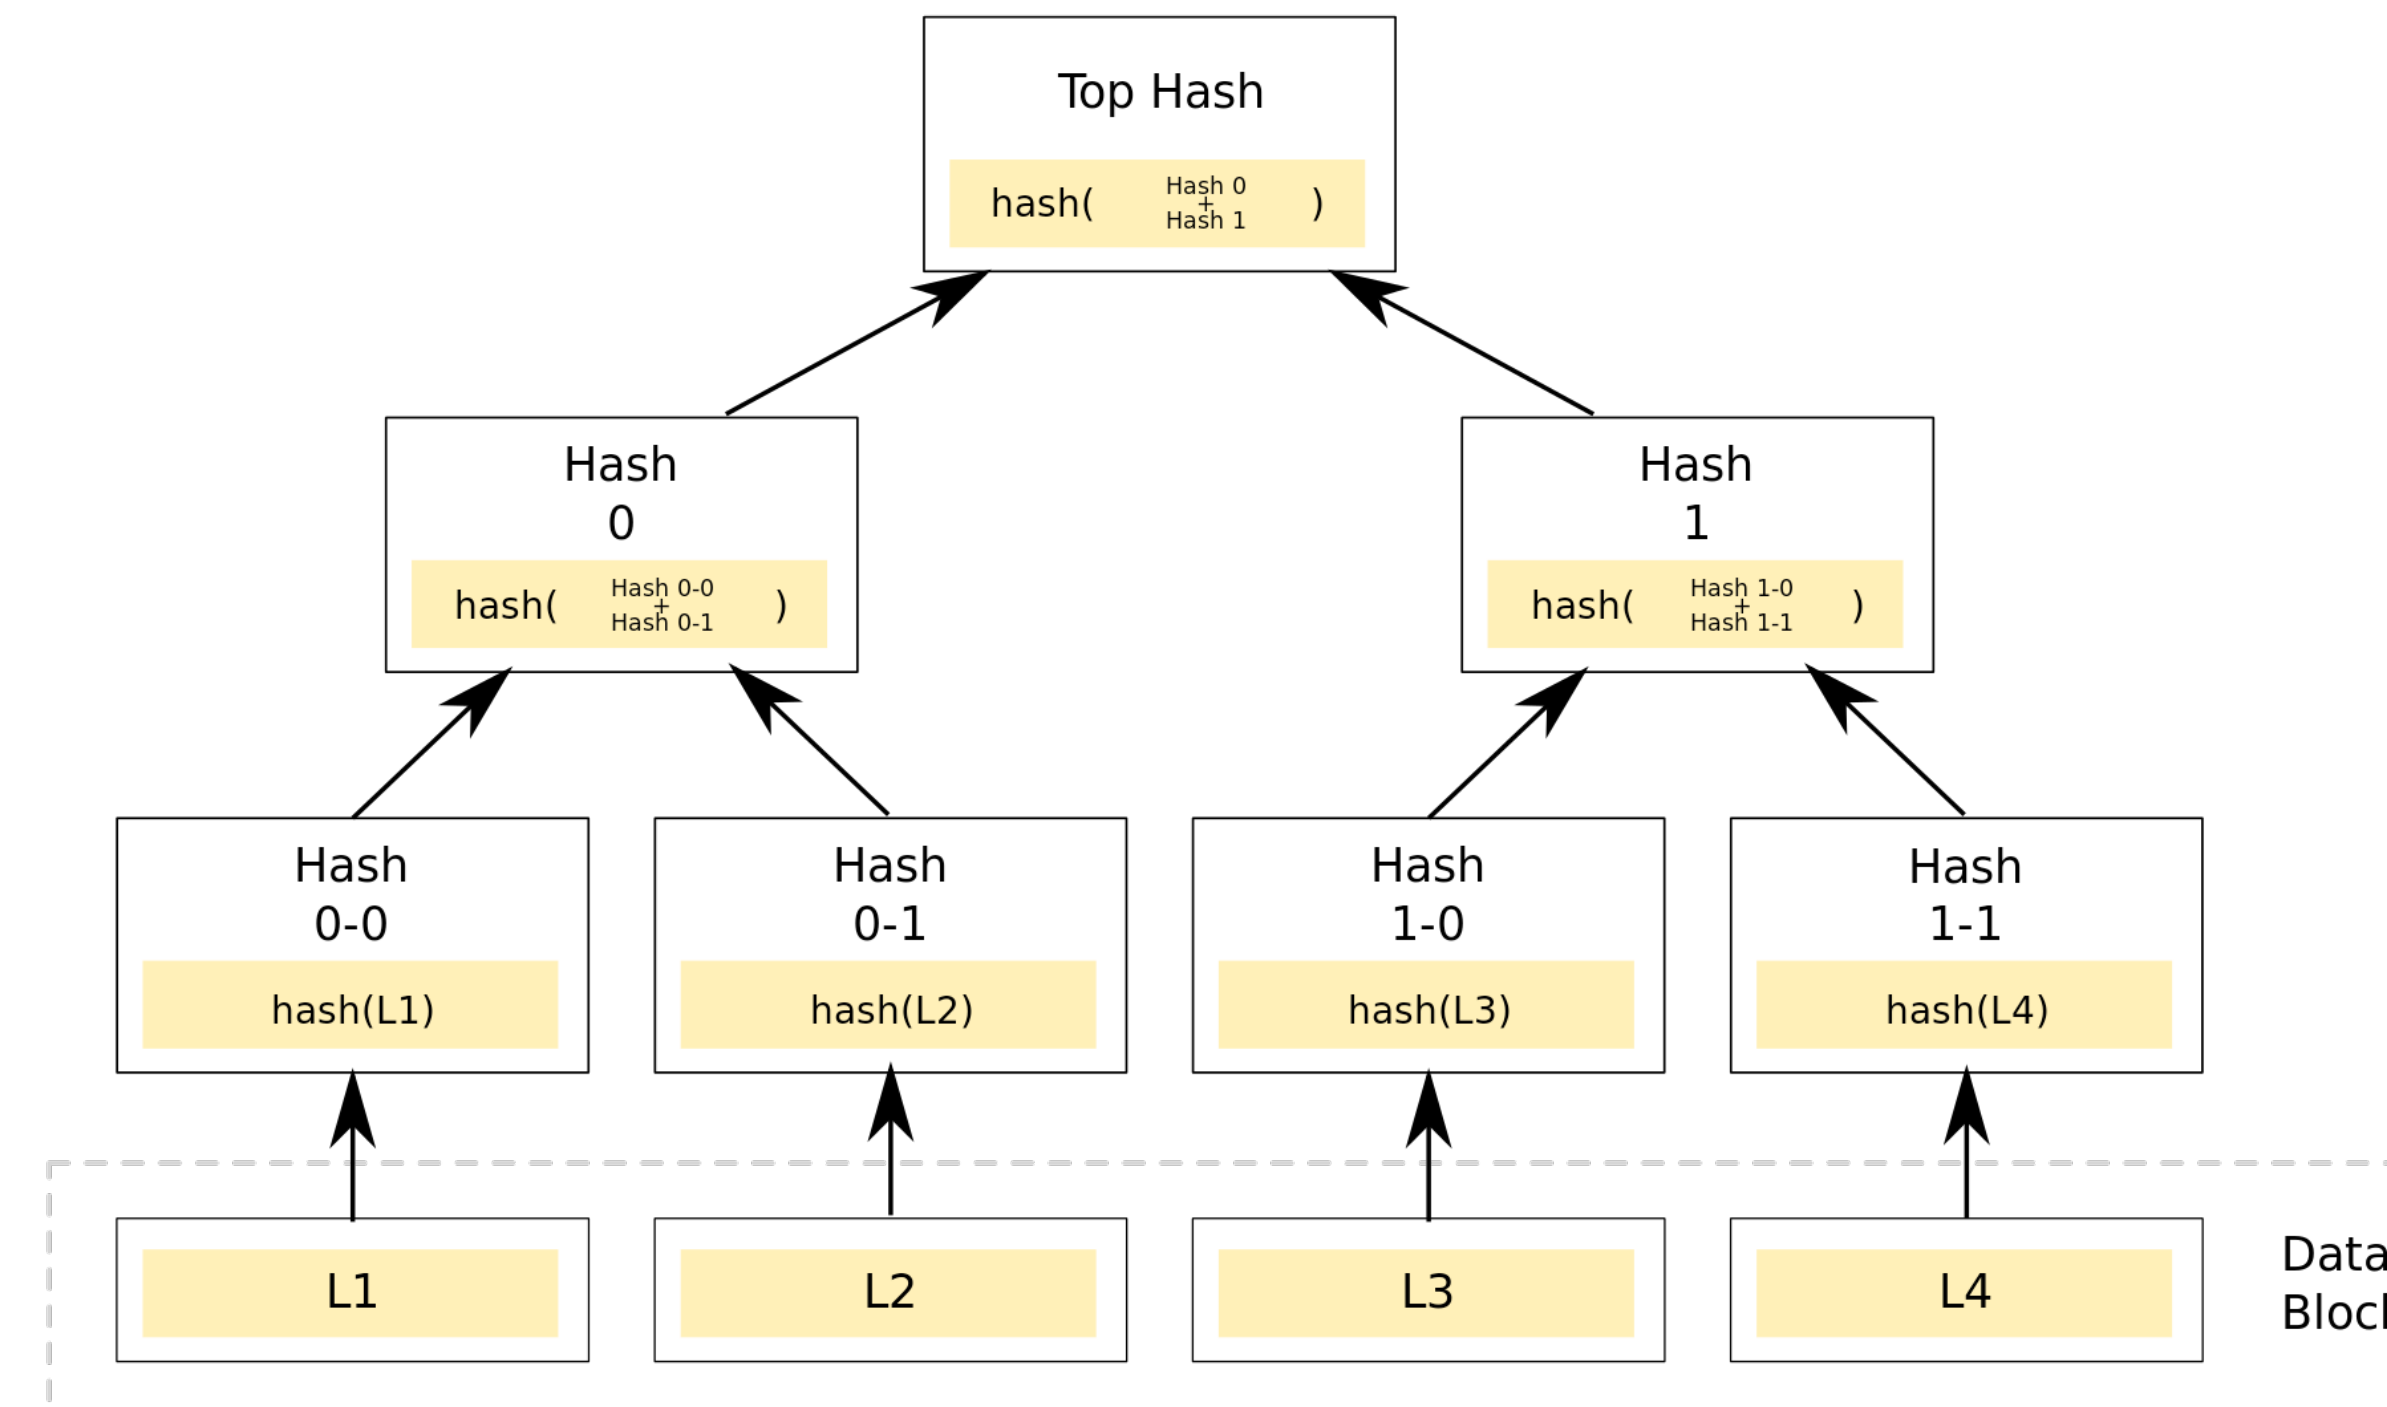 Top Hash
hash( Hash 0 + Hash 1 )
Hash
0
hash( Hash 0-0 + Hash 0-1 )
Hash
1
hash( Hash 1-0 + Hash 1-1 )
Hash
0-0
hash(L1)
Hash
0-1
hash(L2)
Hash
1-0
hash(L3)
Hash
1-1
hash(L4)
L1
L2
L3
L4
Data